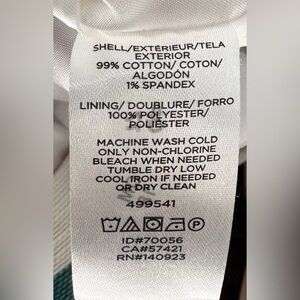 SHELL/EXTÉRIEUR/TELA
EXTERIOR
99% COTTON/ COTON/
ALGODÓN
1% SPANDEX
LINING/ DOUBLURE/ FORRO
100% POLYESTER/
POLIÉSTER
MACHINE WASH COLD
ONLY NON-CHLORINE
BLEACH WHEN NEEDED
TUMBLE DRY LOW
COOL IRON IF NEEDED
OR DRY CLEAN
499541
ID#70056
CA#57421
RN#140923